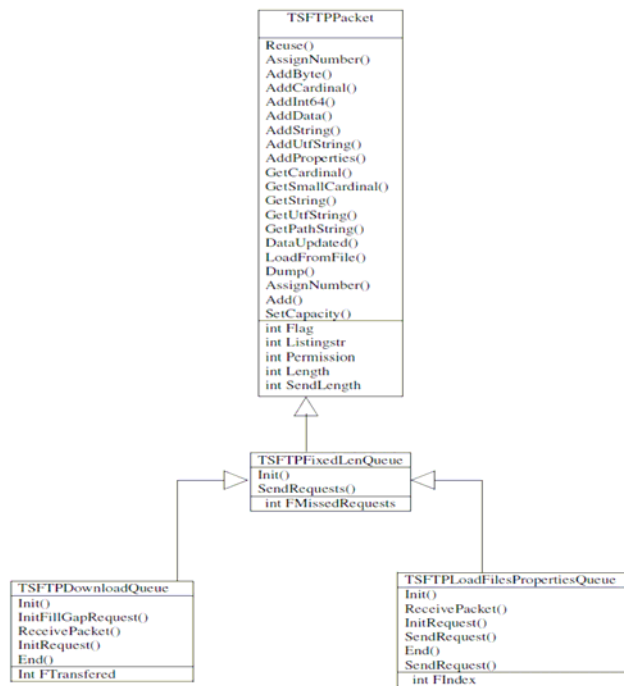 TSFTPPacket
Reuse()
AssignNumber()
AddByte()
AddCardinal()
AddInt64()
AddData()
AddString()
AddUtfString()
AddProperties()
GetCardinal()
GetSmallCardinal()
GetString()
GetUtfString()
GetPathString()
DataUpdated()
LoadFromFile()
Dump()
AssignNumber()
Add()
SetCapacity()
int Flag
int Listingstr
int Permission
int Length
int SendLength
TSFTPFixedLenQueue
Init()
SendRequests()
int FMissedRequests
TSFTPDownloadQueue
Init()
InitFillGapRequest()
ReceivePacket()
InitRequest()
End()
Int FTransfered
TSFTPLoadFilesPropertiesQueue
Init()
ReceivePacket()
InitRequest()
SendRequest()
End()
SendRequest()
int FIndex